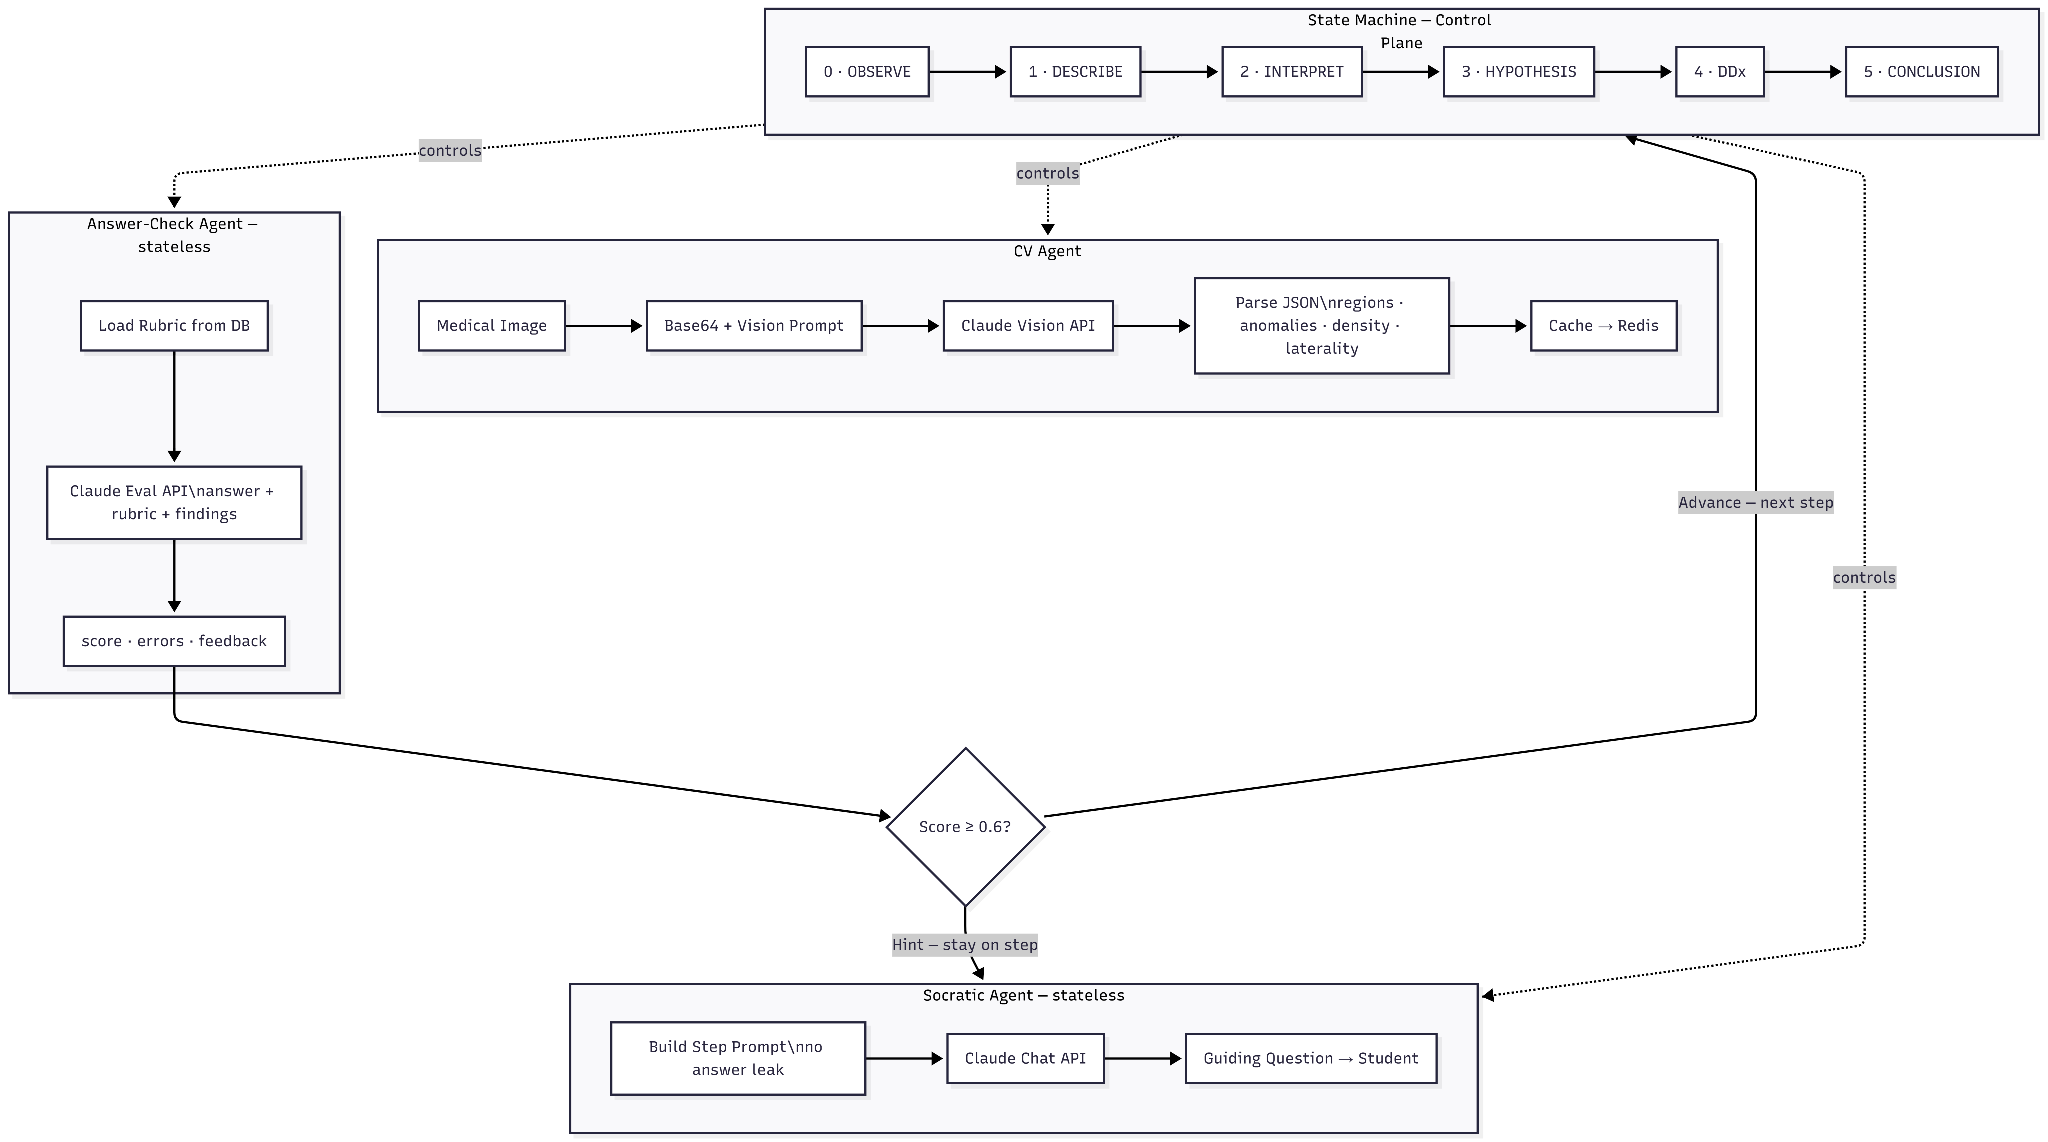 State Machine — Control
Plane
0 · OBSERVE
1 · DESCRIBE
2 · INTERPRET
3 · HYPOTHESIS
4 · DDx
5 · CONCLUSION
controls
controls
Answer-Check Agent —
stateless
Load Rubric from DB
Claude Eval API\nanswer +
rubric + findings
score · errors · feedback
CV Agent
Medical Image
Base64 + Vision Prompt
Claude Vision API
Parse JSON\nregions ·
anomalies · density ·
laterality
Cache → Redis
Advance — next step
controls
Score ≥ 0.6?
Hint — stay on step
Socratic Agent — stateless
Build Step Prompt\nno
answer leak
Claude Chat API
Guiding Question → Student